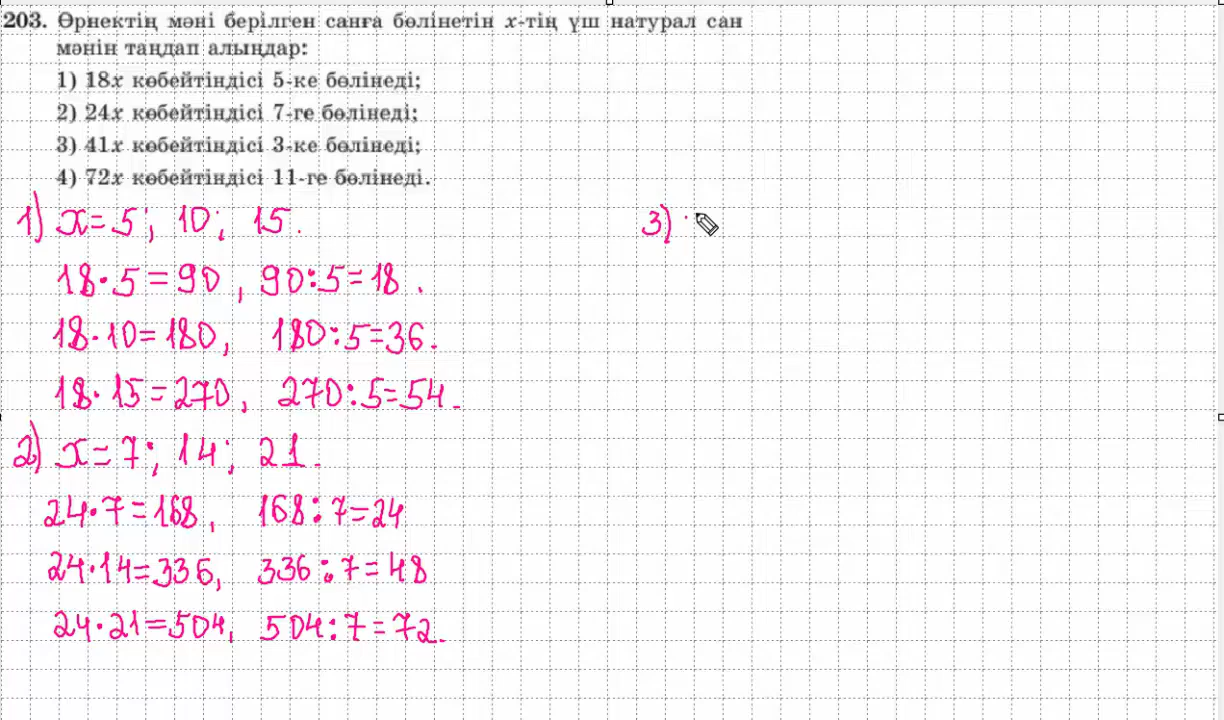 203. Өрнектің мәні берілген санға бөлінетін x-тің үш натурал сан
мәнін таңдап алыңдар:
1) 18x көбейтіндісі 5-ке бөлінеді;
2) 24x көбейтіндісі 7-ге бөлінеді;
3) 41x көбейтіндісі 3-ке бөлінеді;
4) 72x көбейтіндісі 11-ге бөлінеді.
1) x=5; 10; 15.
18·5=90, 90:5=18.
18·10=180, 180:5=36.
18·15=270, 270:5=54.
2) x=7; 14; 21.
24·7=168, 168:7=24
24·14=336, 336:7=48
24·21=504, 504:7=72.
3)